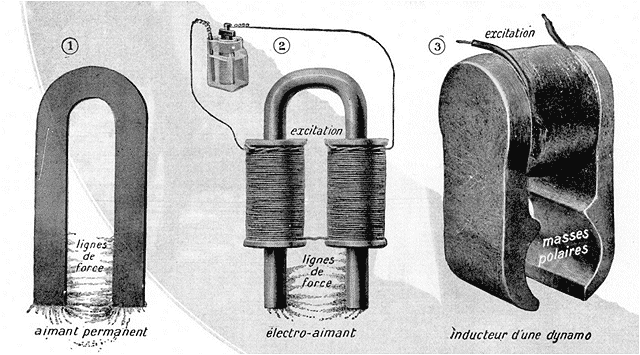 1
lignes
de
force
aimant permanent
2
excitation
lignes
de
force
électro-aimant
3
excitation
masses
polaires
inducteur d'une dynamo